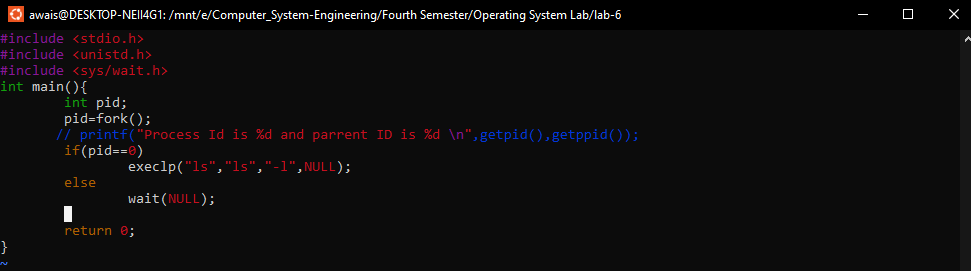 awais@DESKTOP-NEII4G1: /mnt/e/Computer_System-Engineering/Fourth Semester/Operating System Lab/lab-6
#include <stdio.h>
#include <unistd.h>
#include <sys/wait.h>
int main(){
        int pid;
        pid=fork();
       // printf("Process Id is %d and parrent ID is %d \n",getpid(),getppid());
        if(pid==0)
                execlp("ls","ls","-l",NULL);
        else
                wait(NULL);
        return 0;
}
~